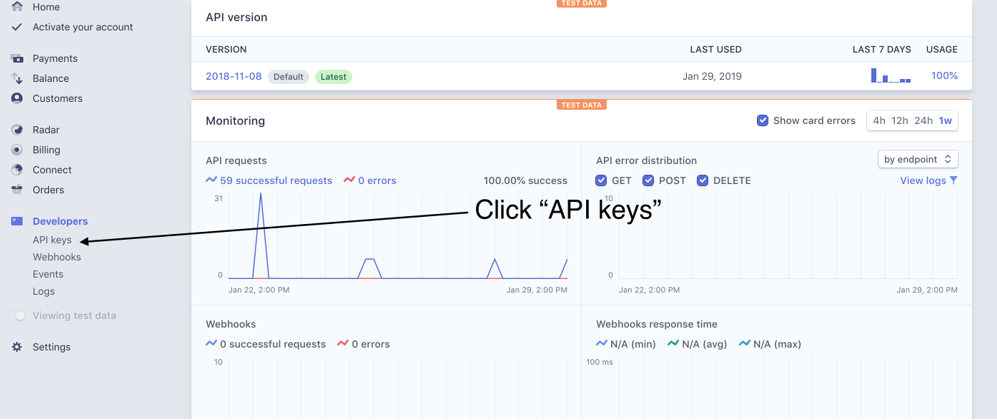 Home
Activate your account
Payments
Balance
Customers
Radar
Billing
Connect
Orders
Developers
API keys
Webhooks
Events
Logs
Viewing test data
Settings
TEST DATA
API version
VERSION LAST USED LAST 7 DAYS USAGE
2018-11-08 Default Latest Jan 29, 2019 100%
TEST DATA
Monitoring Show card errors 4h 12h 24h 1w
API requests
59 successful requests 0 errors 100.00% success
31
0
Jan 22, 2:00 PM Jan 29, 2:00 PM
API error distribution by endpoint
GET POST DELETE View logs
10
0
Jan 22, 2:00 PM Jan 29, 2:00 PM
Click “API keys”
Webhooks
0 successful requests 0 errors
10
Webhooks response time
N/A (min) N/A (avg) N/A (max)
100 ms